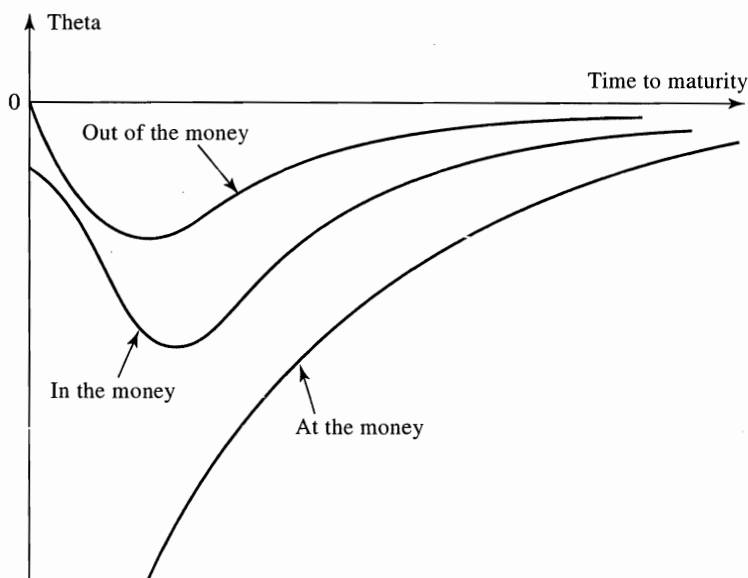 Theta
Time to maturity
0
Out of the money
In the money
At the money